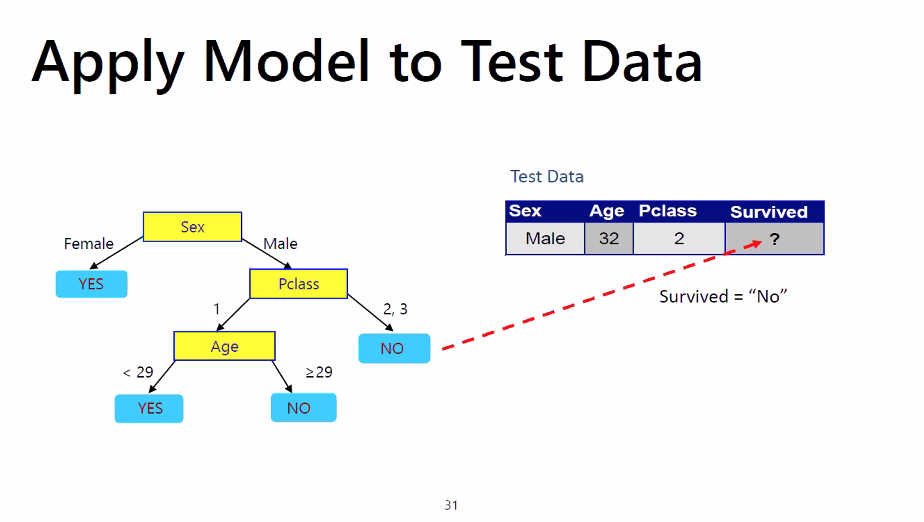 Apply Model to Test Data
Test Data
Sex Age Pclass Survived
Male 32 2 ?
Survived = “No”
Sex
Female Male
YES
Pclass
1 2, 3
Age
NO
< 29 ≥29
YES NO
31